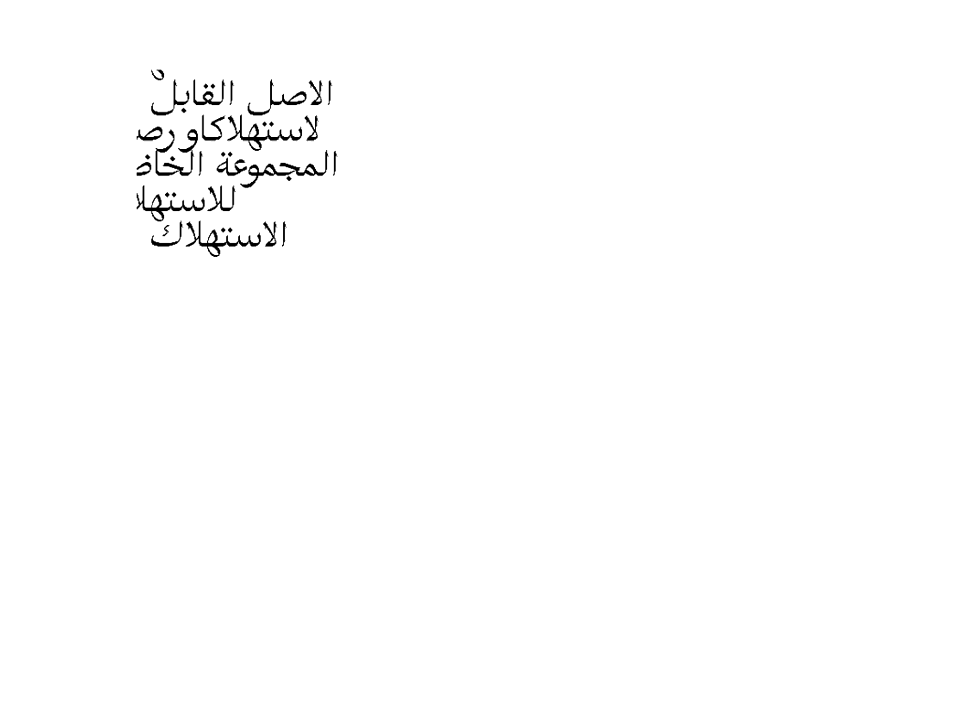 الاصل القابلٌ
لاستهلاكاو
المجموعة
الاستهلاك